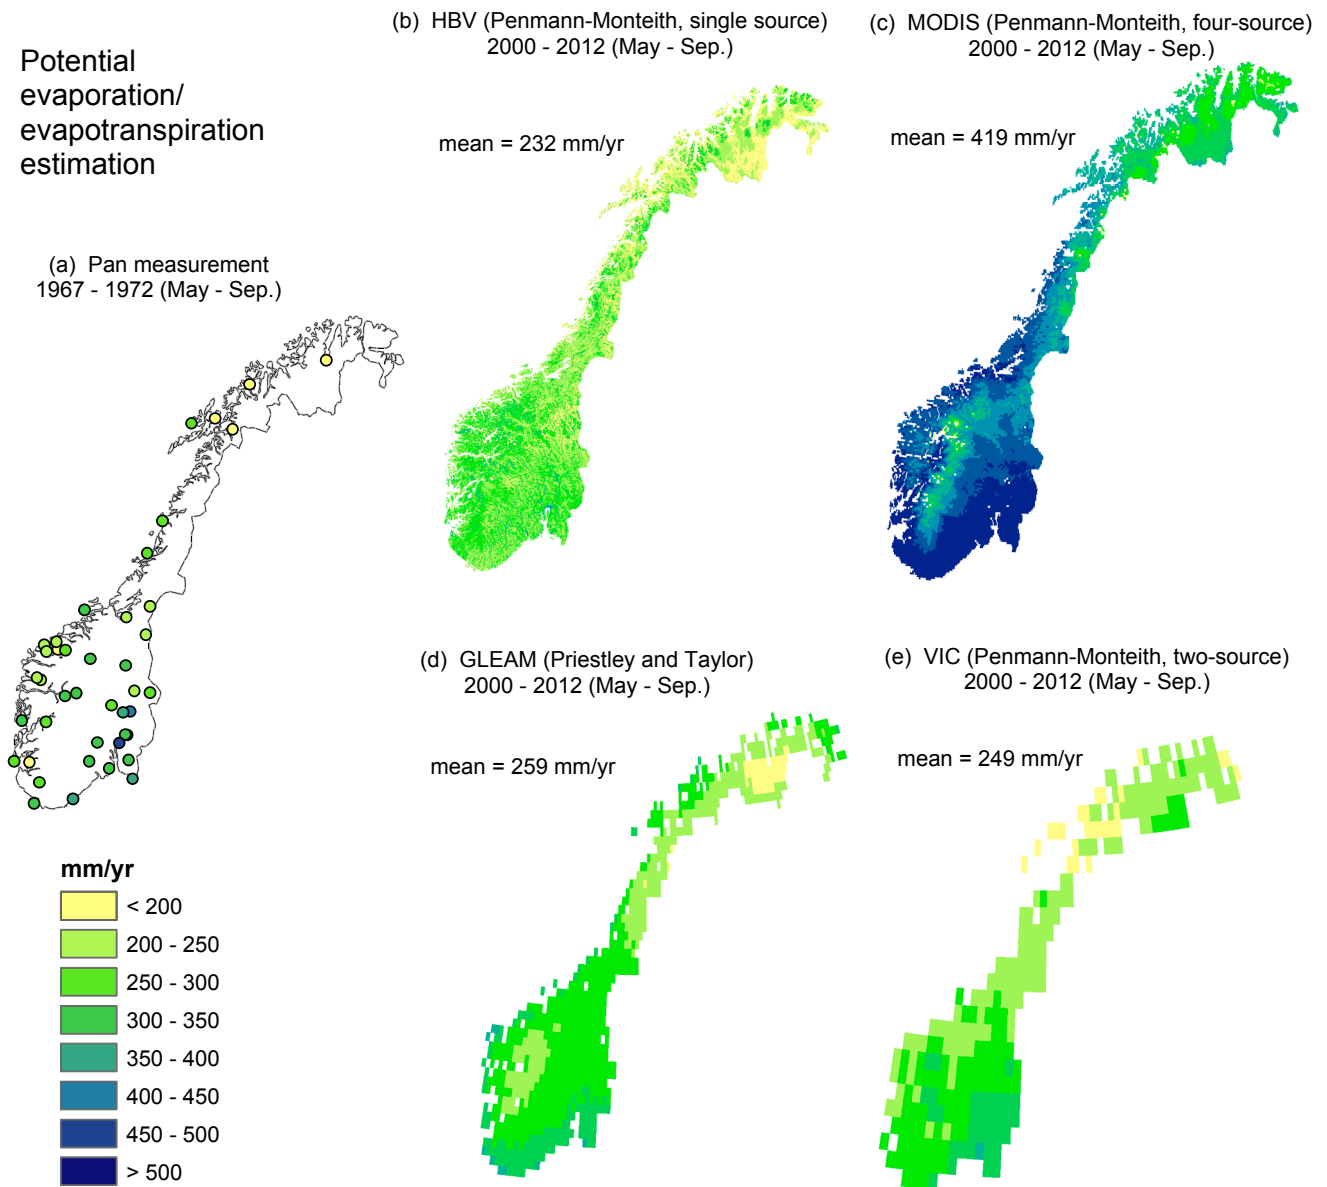 Potential
evaporation/
evapotranspiration
estimation
(a) Pan measurement
1967 - 1972 (May - Sep.)
(b) HBV (Penmann-Monteith, single source)
2000 - 2012 (May - Sep.)
mean = 232 mm/yr
(c) MODIS (Penmann-Monteith, four-source)
2000 - 2012 (May - Sep.)
mean = 419 mm/yr
(d) GLEAM (Priestley and Taylor)
2000 - 2012 (May - Sep.)
mean = 259 mm/yr
(e) VIC (Penmann-Monteith, two-source)
2000 - 2012 (May - Sep.)
mean = 249 mm/yr
mm/yr
< 200
200 - 250
250 - 300
300 - 350
350 - 400
400 - 450
450 - 500
> 500